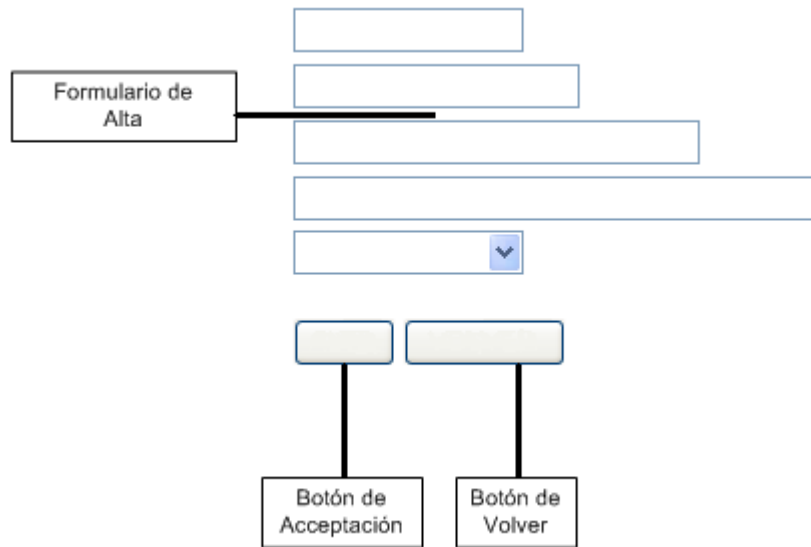 Formulario de
Alta
Botón de
Acceptación
Botón de
Volver